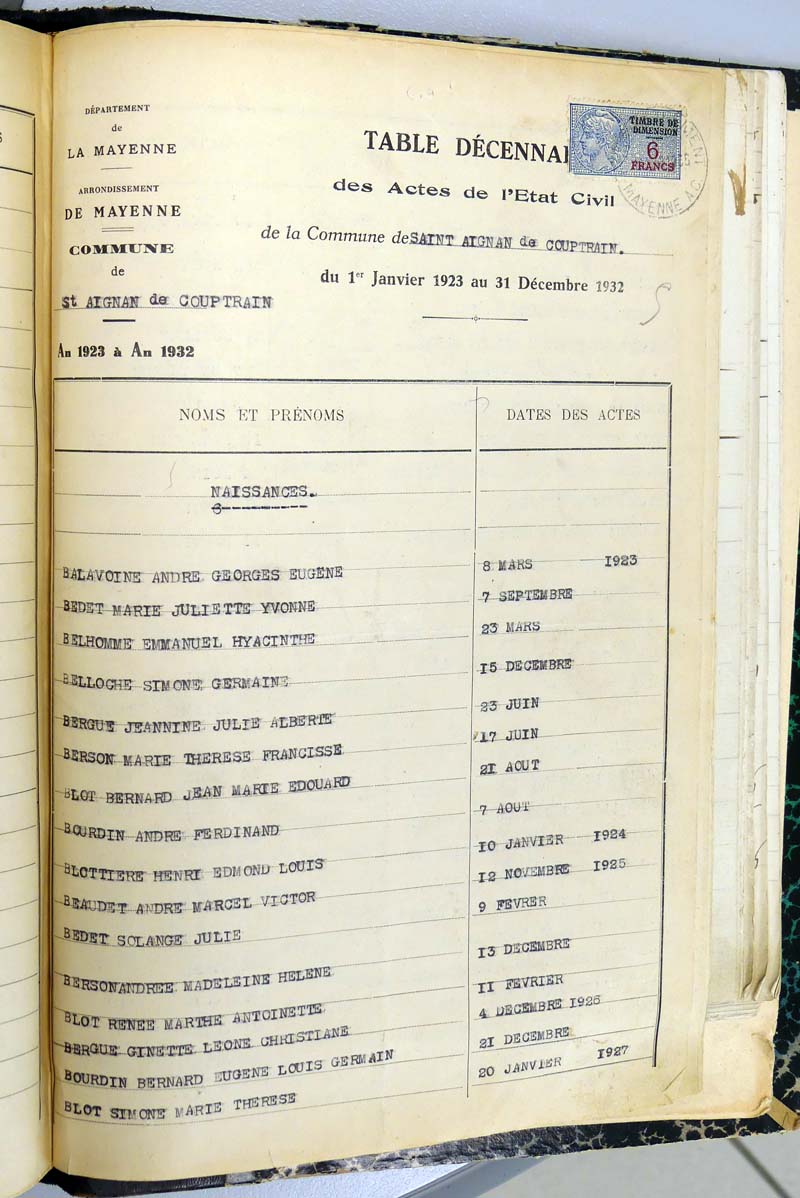 DÉPARTEMENT
de
LA MAYENNE
ARRONDISSEMENT
DE MAYENNE
COMMUNE
de
St AIGNAN de COUPTRAIN
An 1923 à An 1932
TABLE DÉCENNA
TIMBRE DE
DIMENSION
6
FRANCS
MAYENNE A.C.
des Actes de l'Etat Civil
de la Commune de SAINT AIGNAN de COUPTRAIN.
du 1er Janvier 1923 au 31 Décembre 1932
NOMS ET PRÉNOMS DATES DES ACTES
NAISSANCES.
BALAVOINE ANDRE GEORGES EUGENE 8 MARS 1923
BEDET MARIE JULIETTE YVONNE 7 SEPTEMBRE
BELHOMME EMMANUEL HYACINTHE 23 MARS
BELLOCHE SIMONE GERMAINE 15 DECEMBRE
BERGUE JEANNINE JULIE ALBERTE 23 JUIN
BERSON MARIE THERESE FRANCISSE 17 JUIN
BLOT BERNARD JEAN MARIE EDOUARD 21 AOUT
BOURDIN ANDRE FERDINAND 7 AOUT
BLOTTIERE HENRI EDMOND LOUIS 10 JANVIER 1924
BEAUDET ANDRE MARCEL VICTOR 12 NOVEMBRE 1925
BEDET SOLANGE JULIE 9 FEVRER
BERSONANDREE MADELEINE HELENE 13 DECEMBRE
BLOT RENEE MARTHE ANTOINETTE 11 FEVRIER
BERGUE GINETTE LEONE CHRISTIANE 4 DECEMBRE 1926
BOURDIN BERNARD EUGENE LOUIS GERMAIN 21 DECEMBRE
BLOT SIMONE MARIE THERESE 20 JANVIER 1927